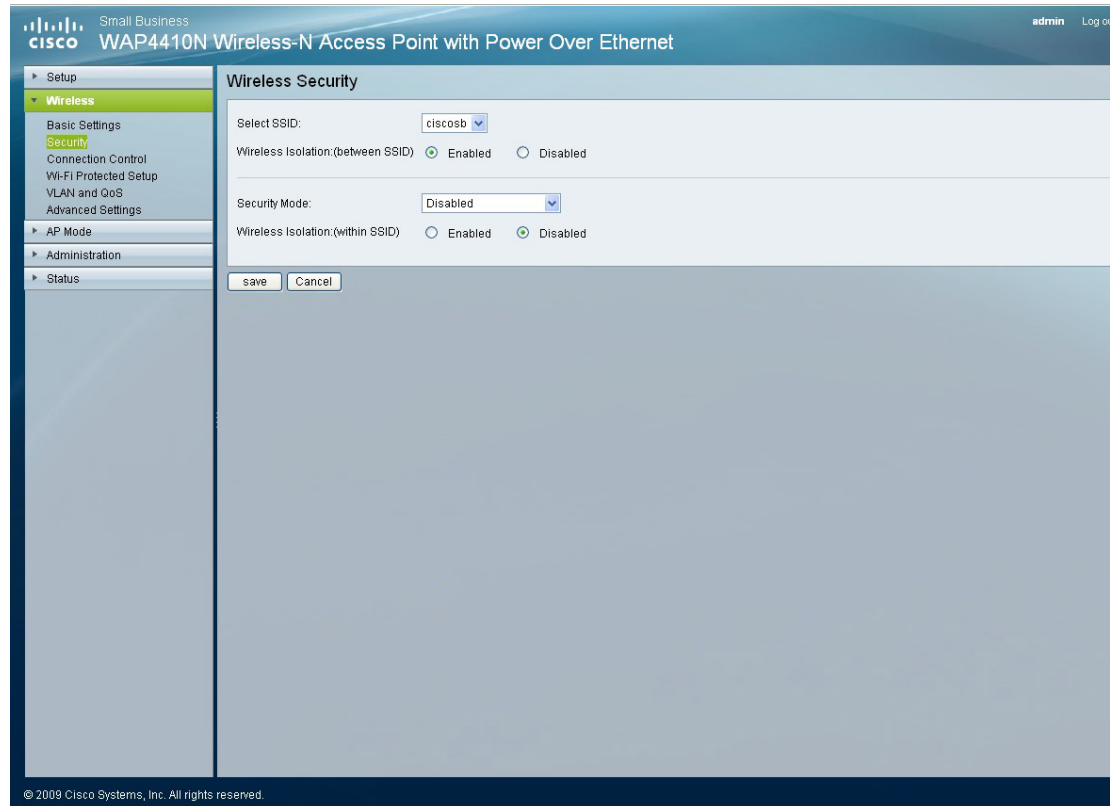 Small Business
cisco WAP4410N Wireless-N Access Point with Power Over Ethernet
admin Log ou
Setup
Wireless
Basic Settings
Security
Connection Control
Wi-Fi Protected Setup
VLAN and QoS
Advanced Settings
AP Mode
Administration
Status
Wireless Security
Select SSID: ciscosb
Wireless Isolation:(between SSID) Enabled Disabled
Security Mode: Disabled
Wireless Isolation:(within SSID) Enabled Disabled
save Cancel
© 2009 Cisco Systems, Inc. All rights reserved.